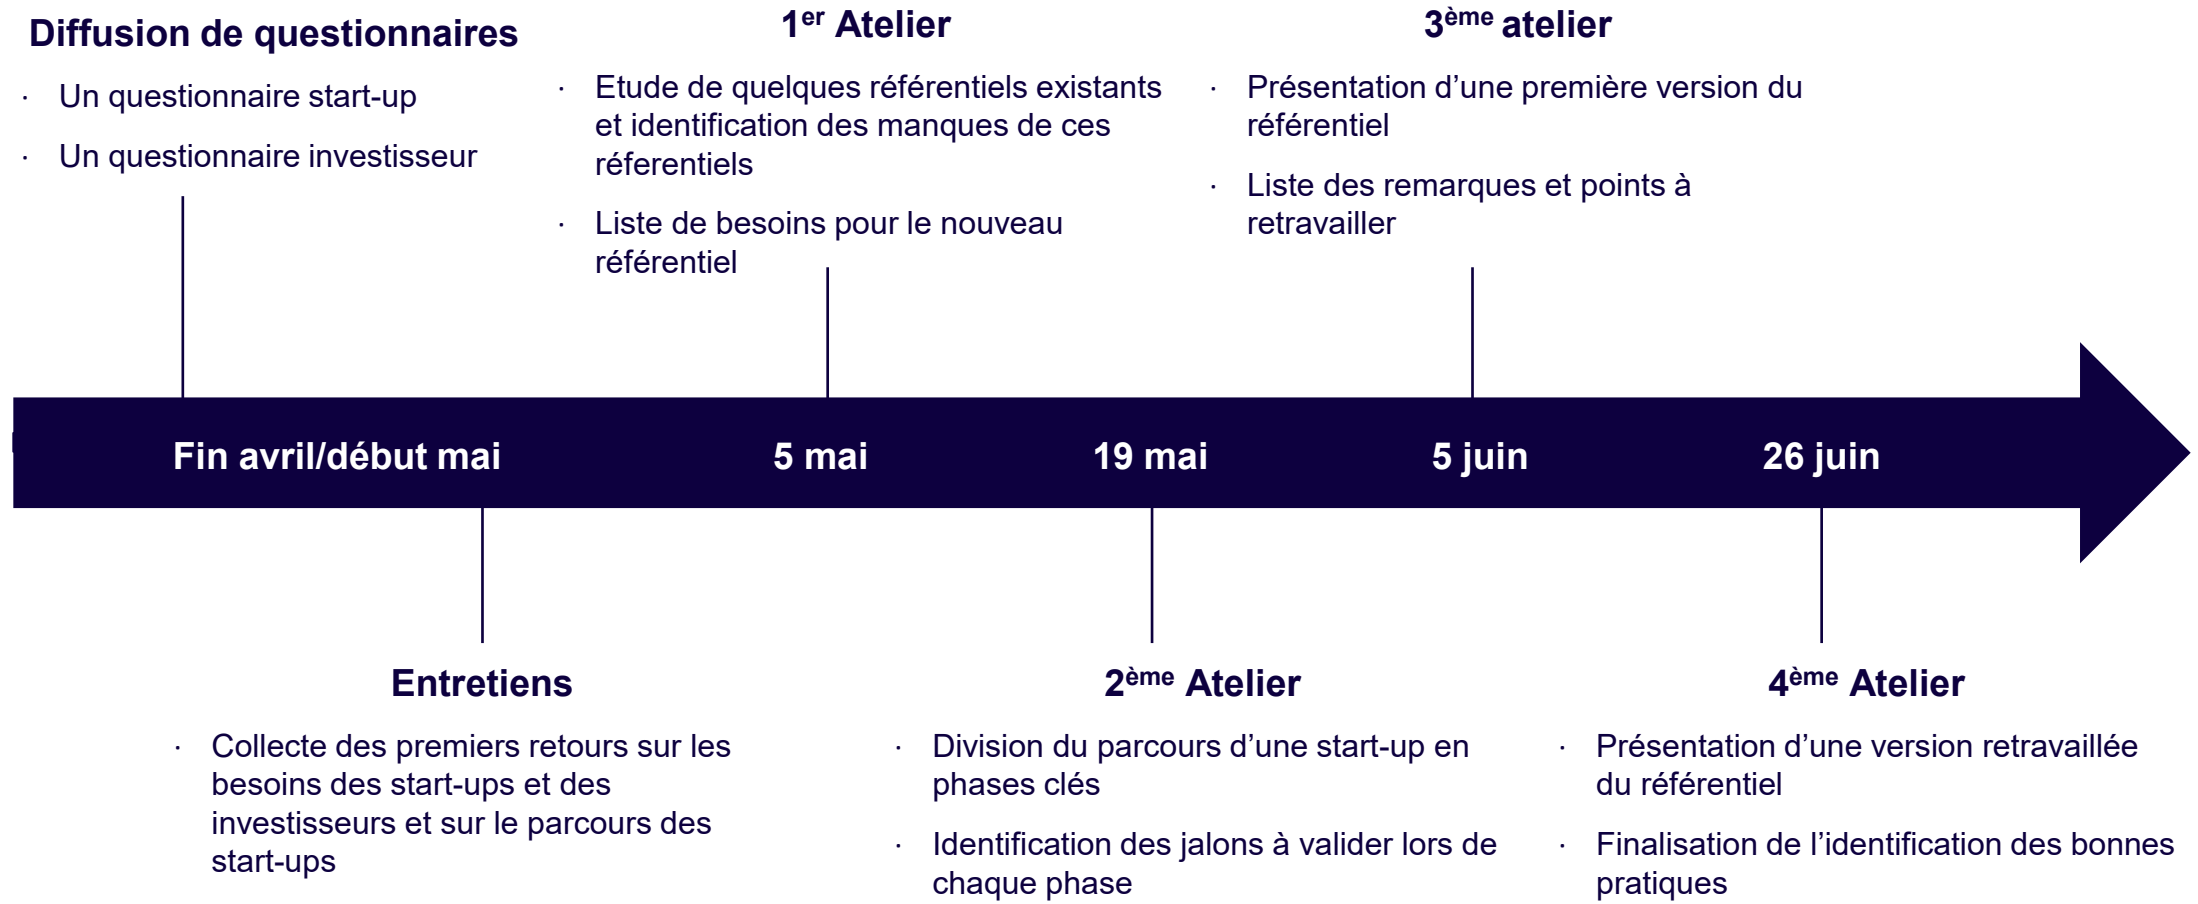 Diffusion de questionnaires
· Un questionnaire start-up
· Un questionnaire investisseur
1er Atelier
· Etude de quelques référentiels existants
et identification des manques de ces
réferentiels
· Liste de besoins pour le nouveau
référentiel
3ème atelier
· Présentation d’une première version du
référentiel
· Liste des remarques et points à
retravailler
Fin avril/début mai
5 mai
19 mai
5 juin
26 juin
Entretiens
· Collecte des premiers retours sur les
besoins des start-ups et des
investisseurs et sur le parcours des
start-ups
2ème Atelier
· Division du parcours d’une start-up en
phases clés
· Identification des jalons à valider lors de
chaque phase
4ème Atelier
· Présentation d’une version retravaillée
du référentiel
· Finalisation de l’identification des bonnes
pratiques